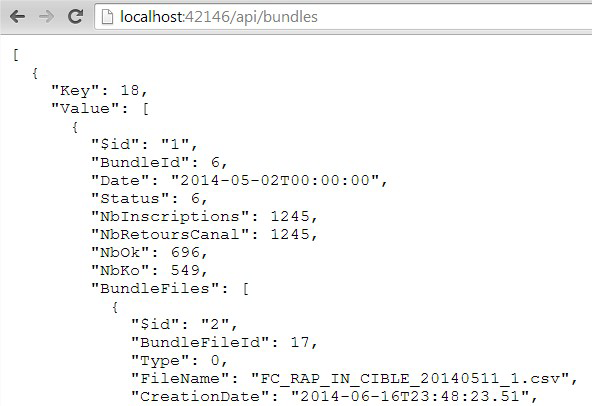 localhost:42146/api/bundles
[
  {
    "Key": 18,
    "Value": [
      {
        "$id": "1",
        "BundleId": 6,
        "Date": "2014-05-02T00:00:00",
        "Status": 6,
        "NbInscriptions": 1245,
        "NbRetoursCanal": 1245,
        "NbOk": 696,
        "NbKo": 549,
        "BundleFiles": [
          {
            "$id": "2",
            "BundleFileId": 17,
            "Type": 0,
            "FileName": "FC_RAP_IN_CIBLE_20140511_1.csv",
            "CreationDate": "2014-06-16T23:48:23.51",